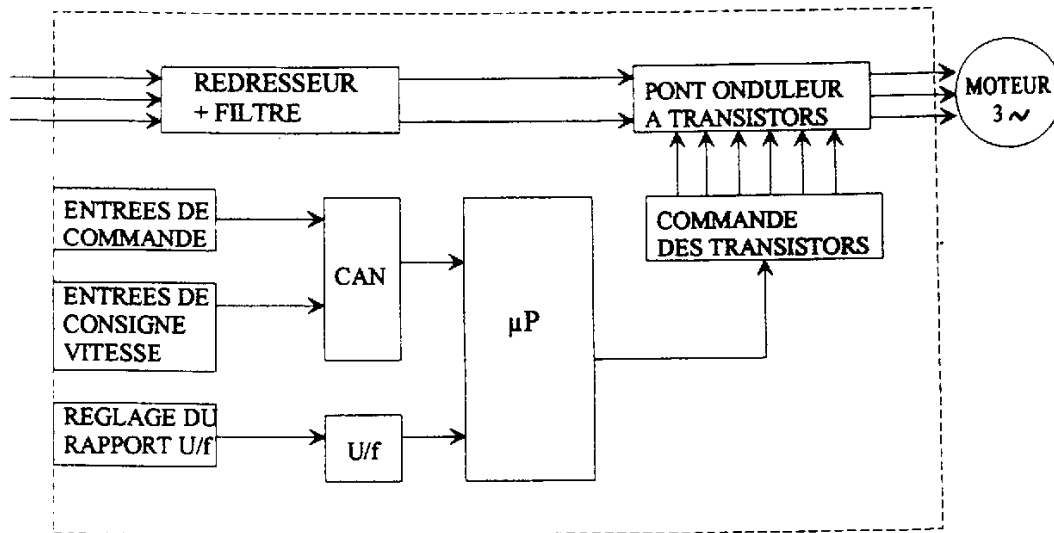 REDRESSEUR
+ FILTRE
PONT ONDULEUR
A TRANSISTORS
MOTEUR
3 ~
ENTREES DE
COMMANDE
CAN
µP
COMMANDE
DES TRANSISTORS
ENTREES DE
CONSIGNE
VITESSE
REGLAGE DU
RAPPORT U/f
U/f